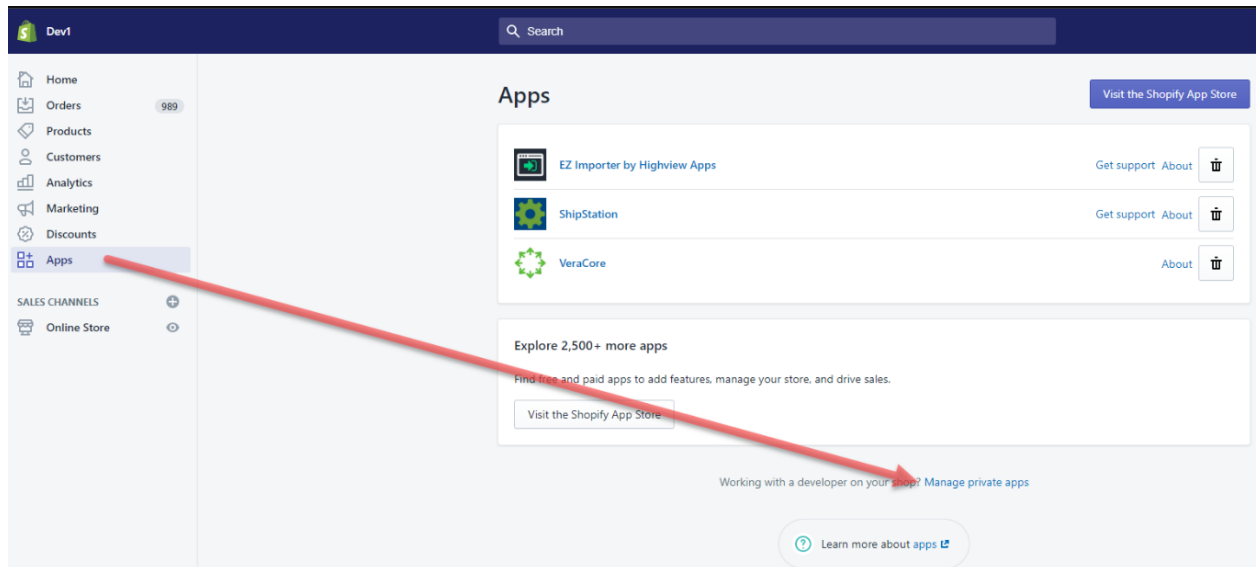 Dev1
Search
Home
Orders 989
Products
Customers
Analytics
Marketing
Discounts
Apps
SALES CHANNELS
Online Store
Apps
Visit the Shopify App Store
EZ Importer by Highview Apps Get support About
ShipStation Get support About
VeraCore About
Explore 2,500+ more apps
Find free and paid apps to add features, manage your store, and drive sales.
Visit the Shopify App Store
Working with a developer on your shop? Manage private apps
Learn more about apps